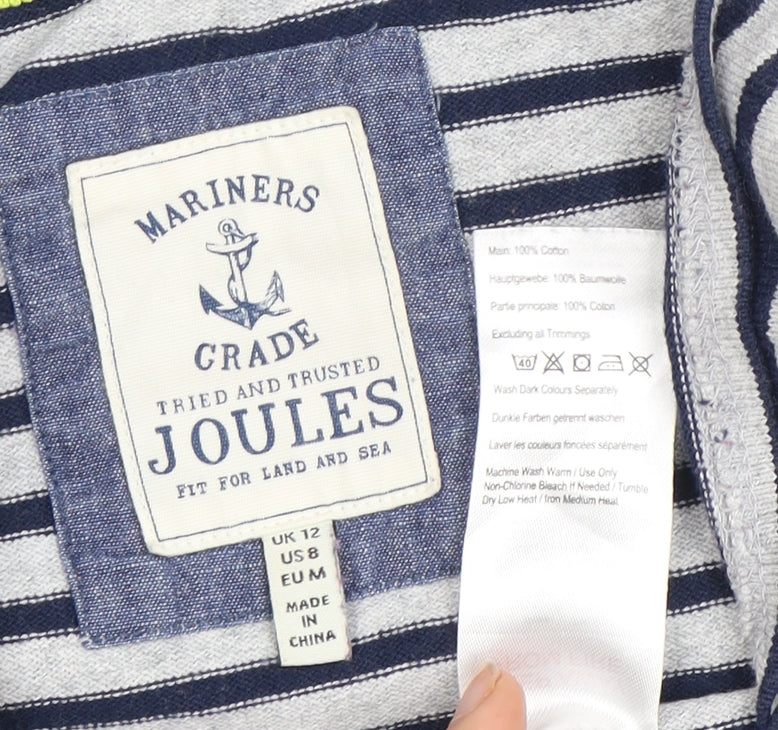 MARINERS
GRADE
TRIED AND TRUSTED
JOULES
FIT FOR LAND AND SEA
UK 12
US 8
EU M
MADE
IN
CHINA
Main: 100% Cotton
Hauptgewebe: 100% Baumwolle
Partie principale: 100% Coton
Excluding all Trimmings
40
Wash Dark Colours Separately
Dunkle Farben getrennt waschen
Laver les couleurs foncées séparément
Machine Wash Warm / Use Only
Non-Chlorine Bleach If Needed / Tumble
Dry Low Heat / Iron Medium Heat